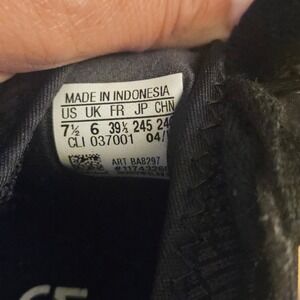 MADE IN INDONESIA
US UK FR JP CHN
7½ 6 39⅓ 245 24
CLI 037001 04/
ART BA8297